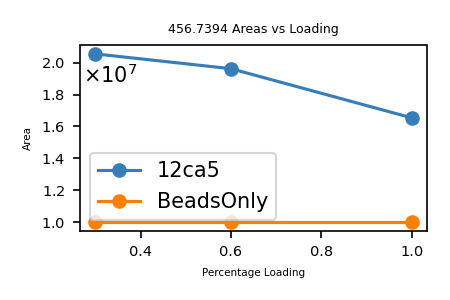 456.7394 Areas vs Loading
×10⁷
2.0
1.8
1.6
1.4
1.2
1.0
Area
12ca5
BeadsOnly
0.4 0.6 0.8 1.0
Percentage Loading